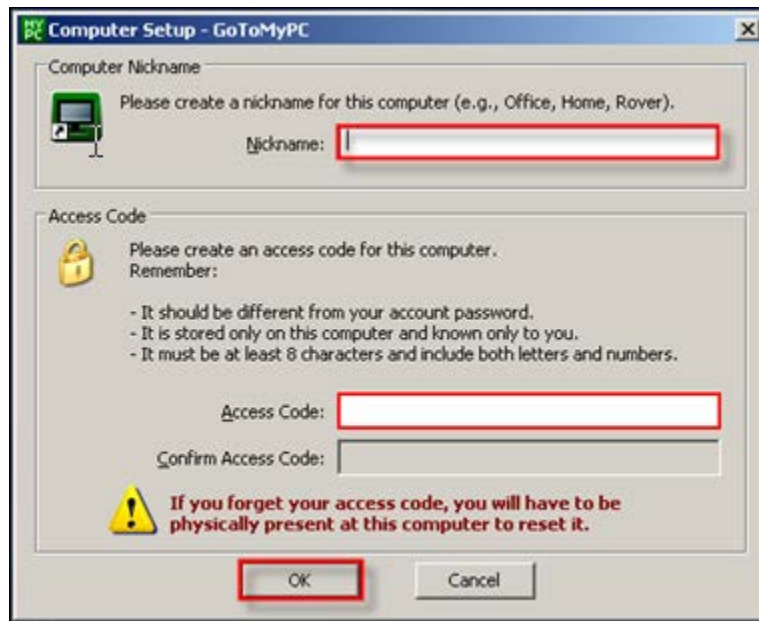 MY PC Computer Setup - GoToMyPC
Computer Nickname
Please create a nickname for this computer (e.g., Office, Home, Rover).
Nickname:
Access Code
Please create an access code for this computer.
Remember:
- It should be different from your account password.
- It is stored only on this computer and known only to you.
- It must be at least 8 characters and include both letters and numbers.
Access Code:
Confirm Access Code:
If you forget your access code, you will have to be
physically present at this computer to reset it.
OK Cancel